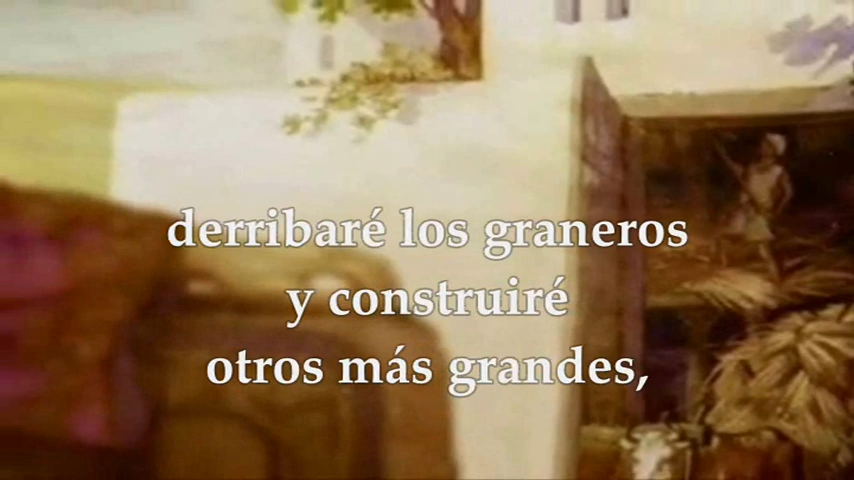 derribaré los graneros
y construiré
otros más grandes,